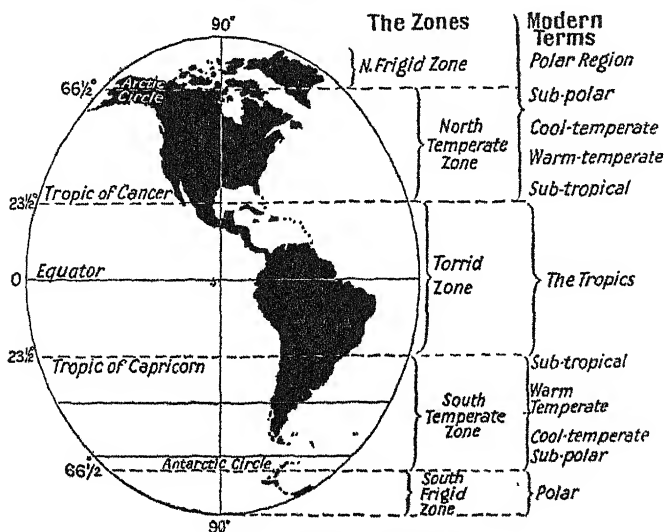 90°
The Zones
Modern
Terms
N. Frigid Zone
Polar Region
66½°
Arctic
Circle
Sub-polar
North
Temperate
Zone
Cool-temperate
Warm-temperate
Sub-tropical
23½°
Tropic of Cancer
Torrid
Zone
The Tropics
0
Equator
23½°
Tropic of Capricorn
Sub-tropical
South
Temperate
Zone
Warm
Temperate
Cool-temperate
Sub-polar
66½°
Antarctic Circle
South
Frigid
Zone
Polar
90°